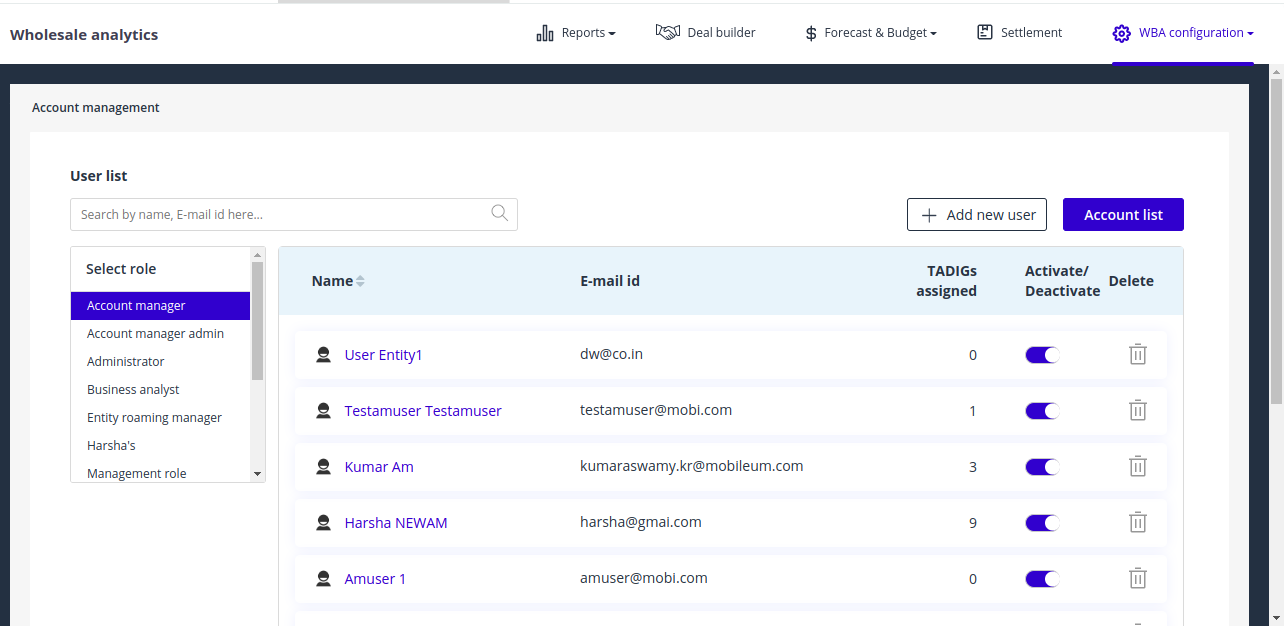 Wholesale analytics
Reports
Deal builder
Forecast & Budget
Settlement
WBA configuration
Account management
User list
Search by name, E-mail id here...
Add new user
Account list
Select role
Account manager
Account manager admin
Administrator
Business analyst
Entity roaming manager
Harsha's
Management role
Name E-mail id TADIGs assigned Activate/ Deactivate Delete
User Entity1 dw@co.in 0
Testamuser Testamuser testamuser@mobi.com 1
Kumar Am kumaraswamy.kr@mobileum.com 3
Harsha NEWAM harsha@gmai.com 9
Amuser 1 amuser@mobi.com 0